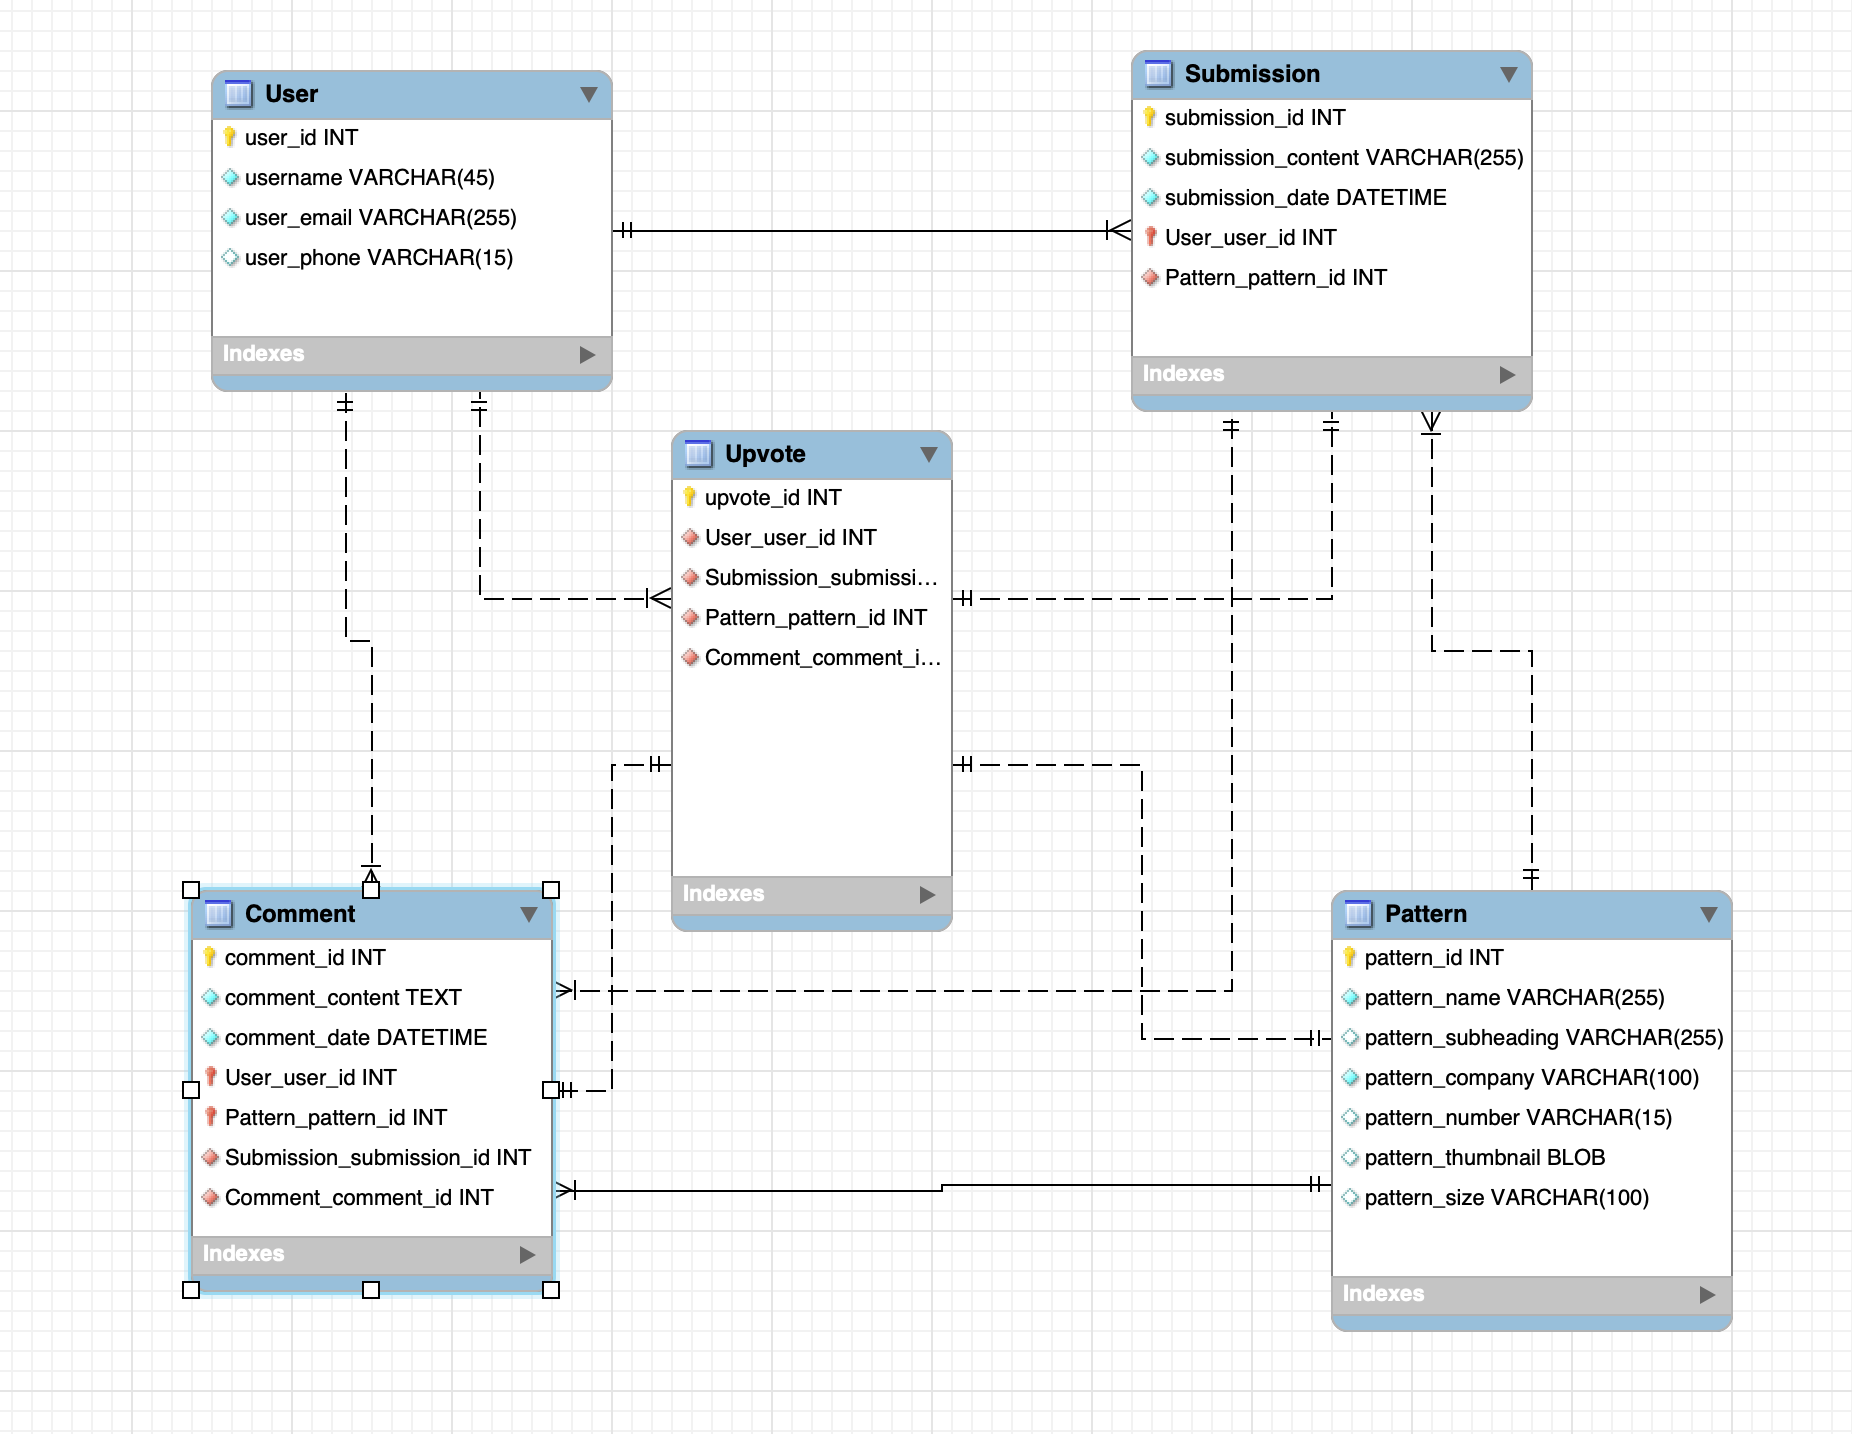 User
user_id INT
username VARCHAR(45)
user_email VARCHAR(255)
user_phone VARCHAR(15)
Indexes
Submission
submission_id INT
submission_content VARCHAR(255)
submission_date DATETIME
User_user_id INT
Pattern_pattern_id INT
Indexes
Upvote
upvote_id INT
User_user_id INT
Submission_submissi...
Pattern_pattern_id INT
Comment_comment_i...
Indexes
Comment
comment_id INT
comment_content TEXT
comment_date DATETIME
User_user_id INT
Pattern_pattern_id INT
Submission_submission_id INT
Comment_comment_id INT
Indexes
Pattern
pattern_id INT
pattern_name VARCHAR(255)
pattern_subheading VARCHAR(255)
pattern_company VARCHAR(100)
pattern_number VARCHAR(15)
pattern_thumbnail BLOB
pattern_size VARCHAR(100)
Indexes